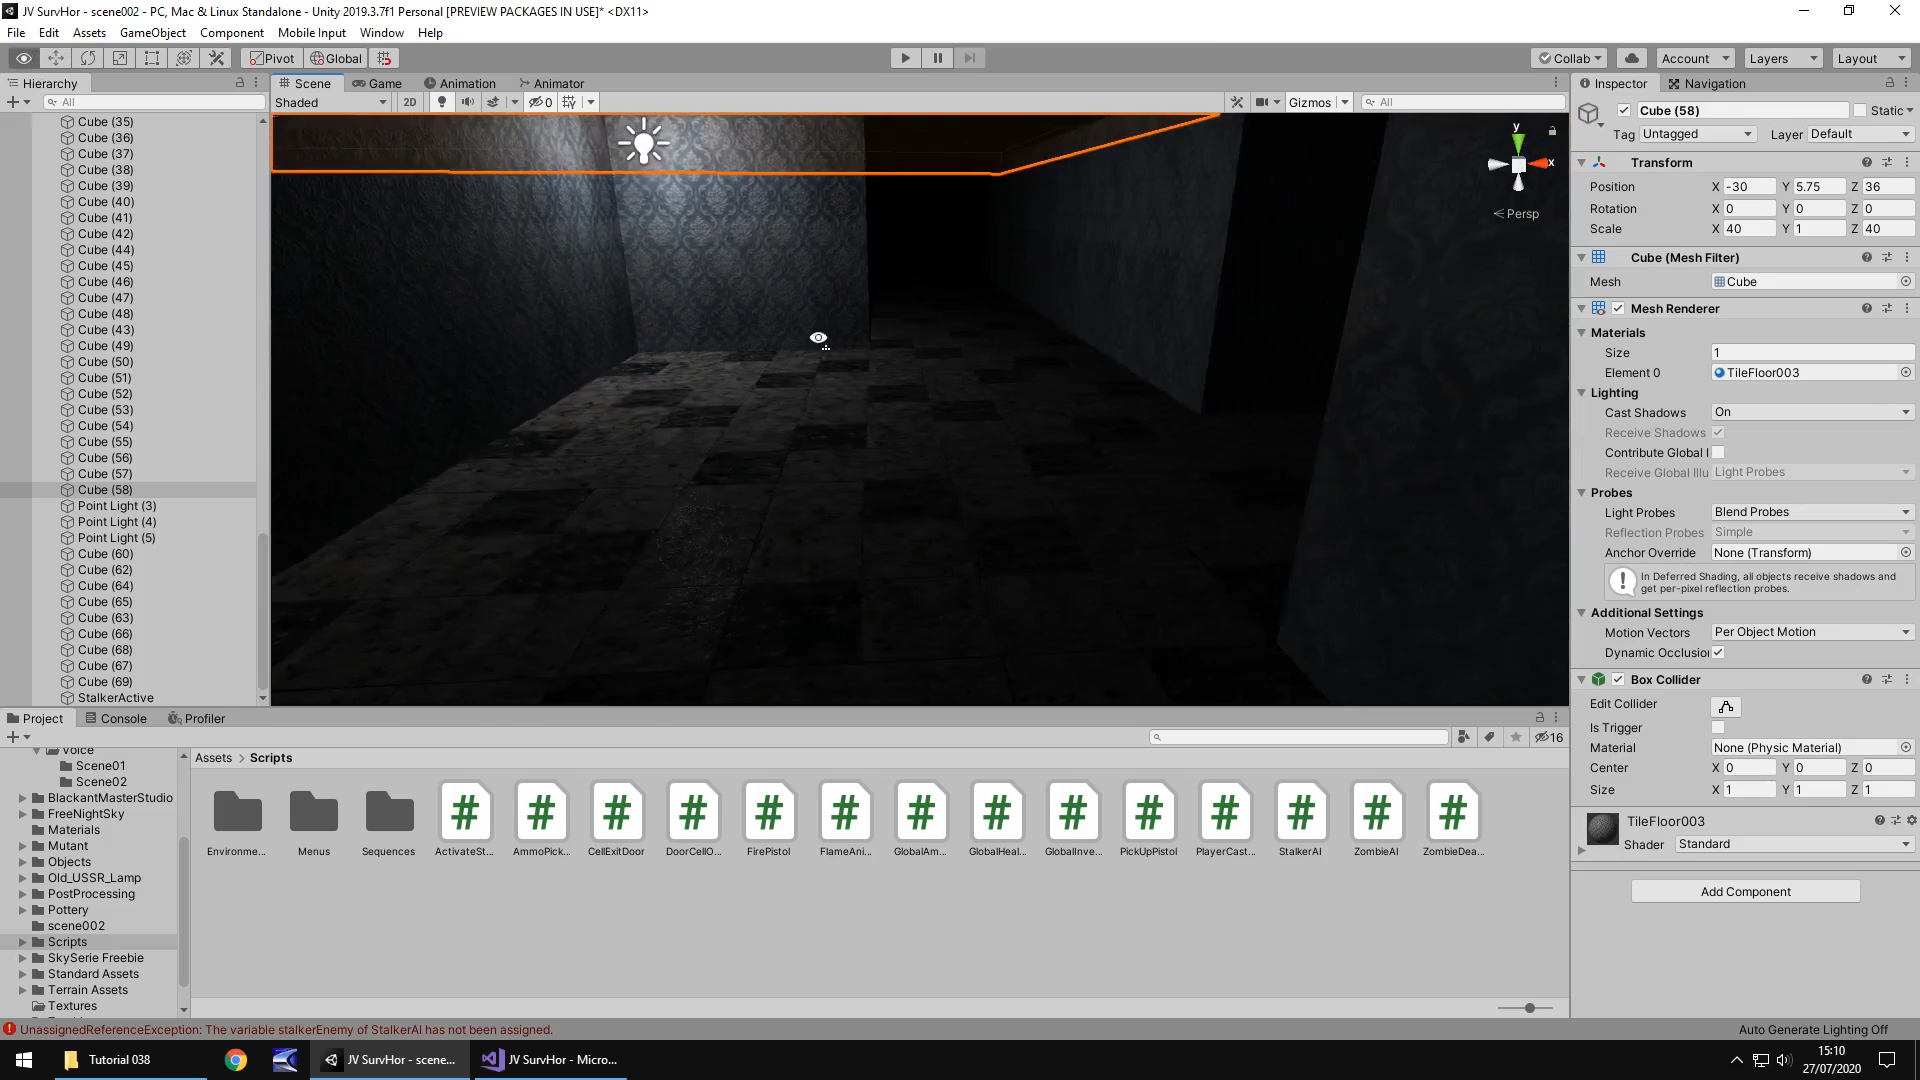 JV SurvHor - scene002 - PC, Mac & Linux Standalone - Unity 2019.3.7f1 Personal [PREVIEW PACKAGES IN USE]* <DX11>
File Edit Assets GameObject Component Mobile Input Window Help
Pivot Global Collab Account Layers Layout
Hierarchy Scene Game Animation Animator Inspector Navigation
All Shaded 2D 0 Gizmos All
Cube (35)
Cube (36)
Cube (37)
Cube (38)
Cube (39)
Cube (40)
Cube (41)
Cube (42)
Cube (44)
Cube (45)
Cube (46)
Cube (47)
Cube (48)
Cube (43)
Cube (49)
Cube (50)
Cube (51)
Cube (52)
Cube (53)
Cube (54)
Cube (55)
Cube (56)
Cube (57)
Cube (58)
Point Light (3)
Point Light (4)
Point Light (5)
Cube (60)
Cube (62)
Cube (64)
Cube (65)
Cube (63)
Cube (66)
Cube (68)
Cube (67)
Cube (69)
StalkerActive
y
x
Persp
Cube (58) Static
Tag Untagged Layer Default
Transform
Position X -30 Y 5.75 Z 36
Rotation X 0 Y 0 Z 0
Scale X 40 Y 1 Z 40
Cube (Mesh Filter)
Mesh Cube
Mesh Renderer
Materials
Size 1
Element 0 TileFloor003
Lighting
Cast Shadows On
Receive Shadows
Contribute Global I
Receive Global Illu Light Probes
Probes
Light Probes Blend Probes
Reflection Probes Simple
Anchor Override None (Transform)
In Deferred Shading, all objects receive shadows and
get per-pixel reflection probes.
Additional Settings
Motion Vectors Per Object Motion
Dynamic Occlusio
Box Collider
Edit Collider
Is Trigger
Material None (Physic Material)
Center X 0 Y 0 Z 0
Size X 1 Y 1 Z 1
TileFloor003
Shader Standard
Add Component
Project Console Profiler
16
Voice
Scene01
Scene02
BlackantMasterStudio
FreeNightSky
Materials
Mutant
Objects
Old_USSR_Lamp
PostProcessing
Pottery
scene002
Scripts
SkySerie Freebie
Standard Assets
Terrain Assets
Textures
Assets > Scripts
Environme... Menus Sequences ActivateSt... AmmoPick... CellExitDoor DoorCellO... FirePistol FlameAni... GlobalAm... GlobalHeal... GlobalInve... PickUpPistol PlayerCast... StalkerAI ZombieAI ZombieDea...
UnassignedReferenceException: The variable stalkerEnemy of StalkerAI has not been assigned.
Auto Generate Lighting Off
Tutorial 038 JV SurvHor - scene... JV SurvHor - Micro...
15:10
27/07/2020